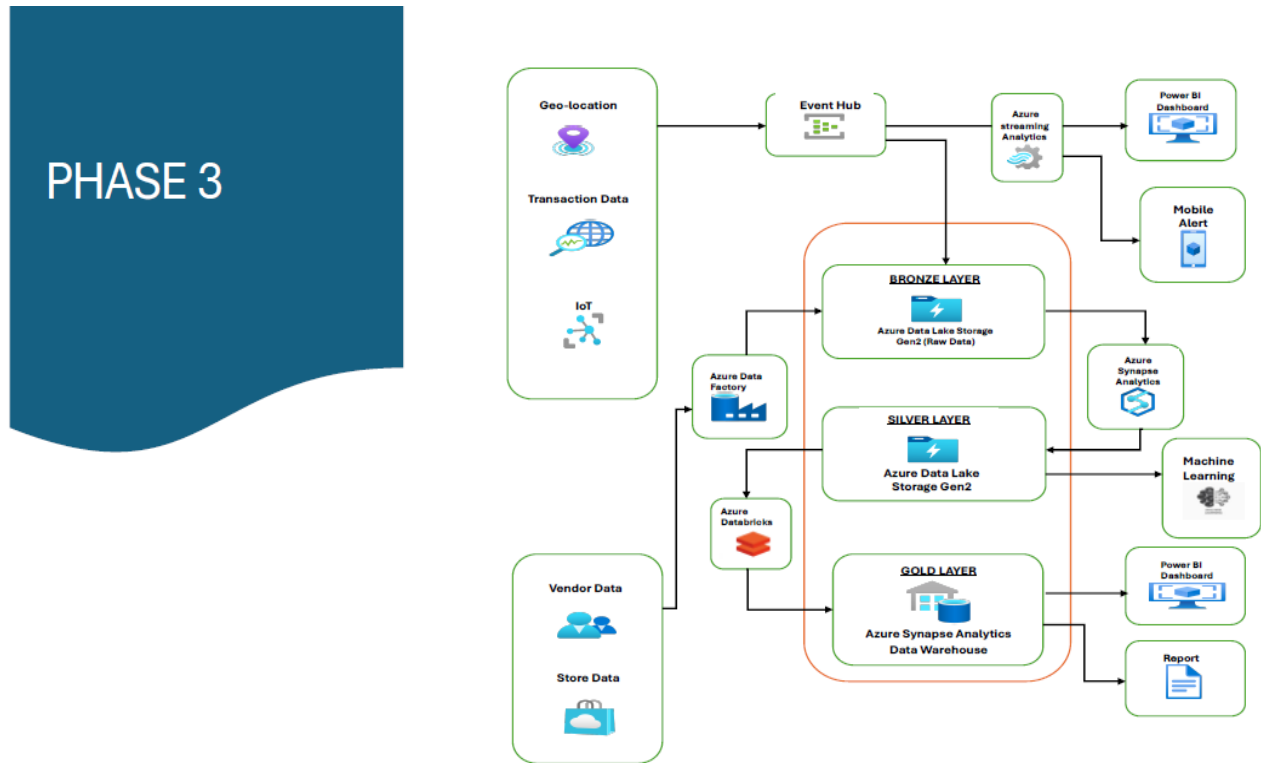 PHASE 3
Geo-location
Transaction Data
IoT
Event Hub
Azure
streaming
Analytics
Power BI
Dashboard
Mobile
Alert
BRONZE LAYER
Azure Data Lake Storage
Gen2 (Raw Data)
Azure Data
Factory
Azure
Synapse
Analytics
SILVER LAYER
Azure Data Lake
Storage Gen2
Machine
Learning
Azure
Databricks
GOLD LAYER
Azure Synapse Analytics
Data Warehouse
Power BI
Dashboard
Report
Vendor Data
Store Data